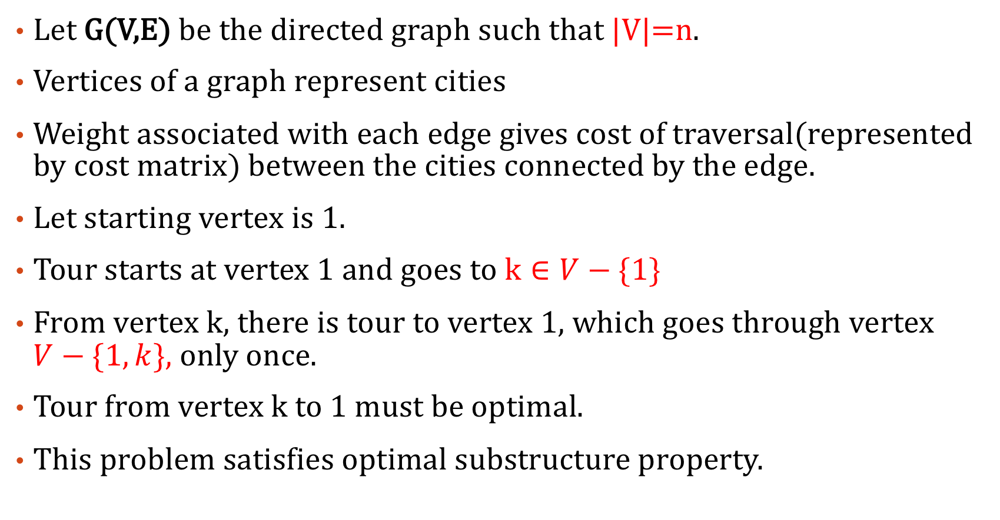 • Let G(V,E) be the directed graph such that |V|=n.
• Vertices of a graph represent cities
• Weight associated with each edge gives cost of traversal(represented
by cost matrix) between the cities connected by the edge.
• Let starting vertex is 1.
• Tour starts at vertex 1 and goes to k ∈ V − {1}
• From vertex k, there is tour to vertex 1, which goes through vertex
V − {1, k}, only once.
• Tour from vertex k to 1 must be optimal.
• This problem satisfies optimal substructure property.